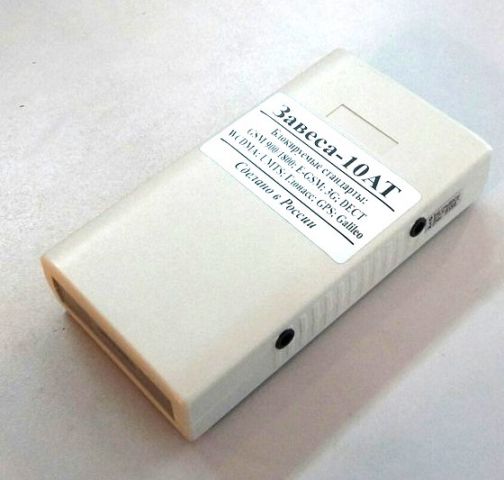 Завеса-10АТ
Блокируемые стандарты:
GSM 900-1800; E-GSM; 3G; DECT
WCDMA; UMTS; Глонасс; GPS; Galileo
Сделано в России